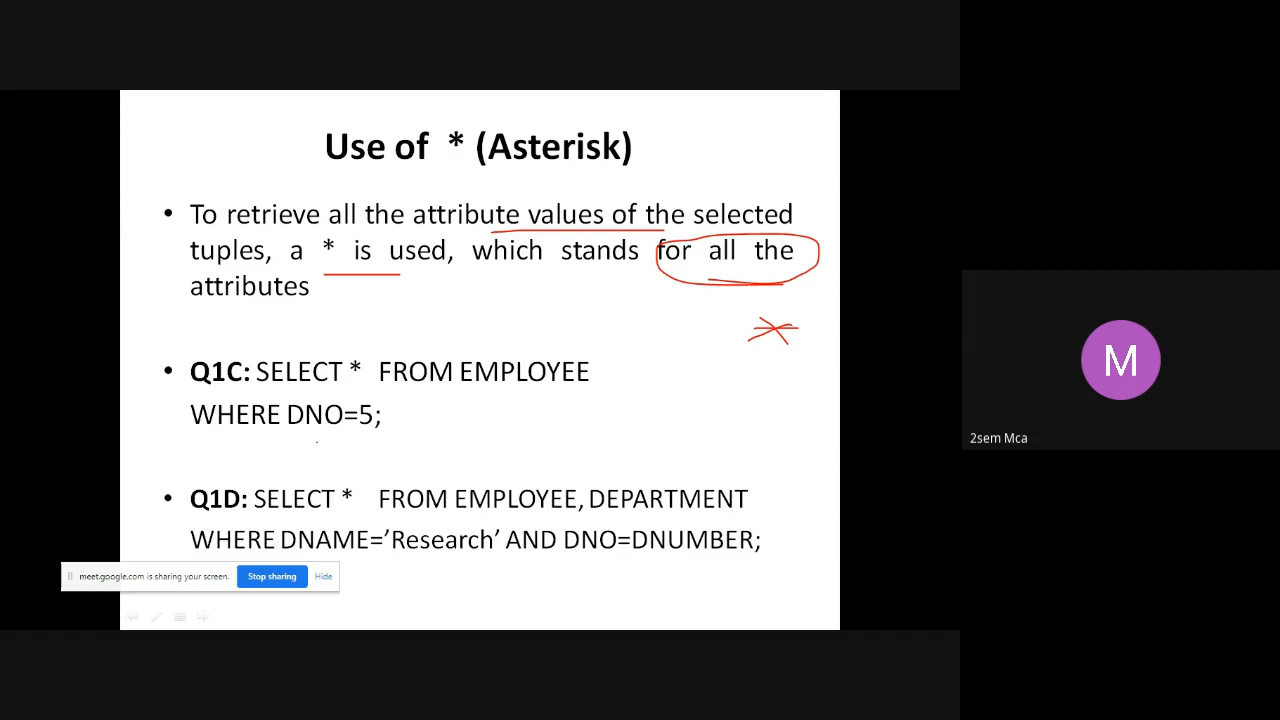 Use of * (Asterisk)
• To retrieve all the attribute values of the selected
tuples, a * is used, which stands for all the
attributes
*
• Q1C: SELECT * FROM EMPLOYEE
WHERE DNO=5;
• Q1D: SELECT * FROM EMPLOYEE, DEPARTMENT
WHERE DNAME=’Research’ AND DNO=DNUMBER;
meet.google.com is sharing your screen. Stop sharing Hide
M
2sem Mca